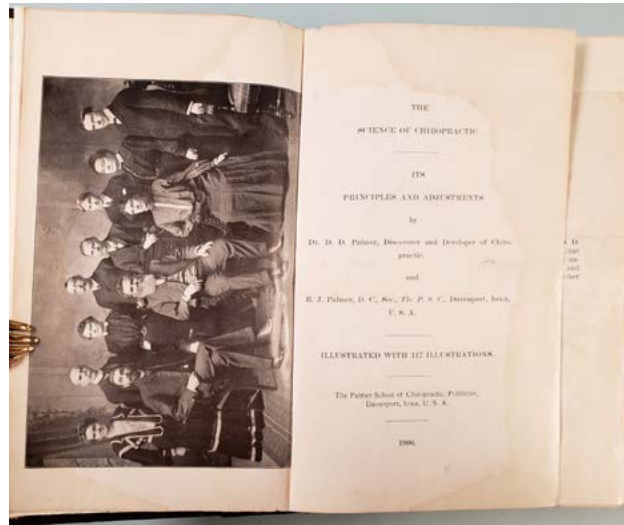 THE
SCIENCE OF CHIROPRACTIC
ITS
PRINCIPLES AND ADJUSTMENTS
by
Dr. D. D. Palmer, Discoverer and Developer of Chiro-
practic.
and
B. J. Palmer, D. C., Sec., The P. S. C., Davenport, Iowa,
U. S. A.
ILLUSTRATED WITH 117 ILLUSTRATIONS.
The Palmer School of Chiropractic, Publisher,
Davenport, Iowa, U. S. A.
1906.
and